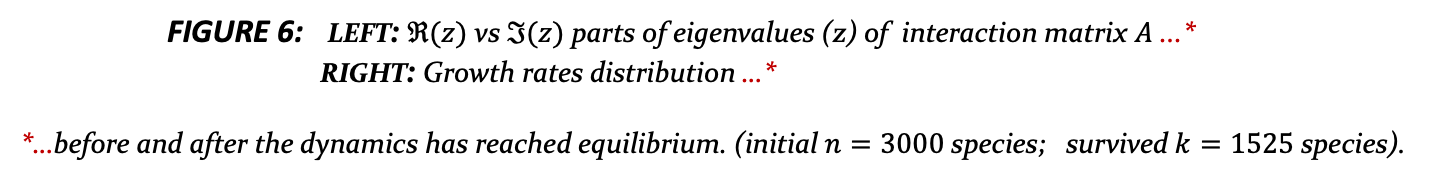 FIGURE 6: LEFT: ℜ(z) vs ℑ(z) parts of eigenvalues (z) of interaction matrix A ...*
RIGHT: Growth rates distribution ...*
*...before and after the dynamics has reached equilibrium. (initial n = 3000 species; survived k = 1525 species).